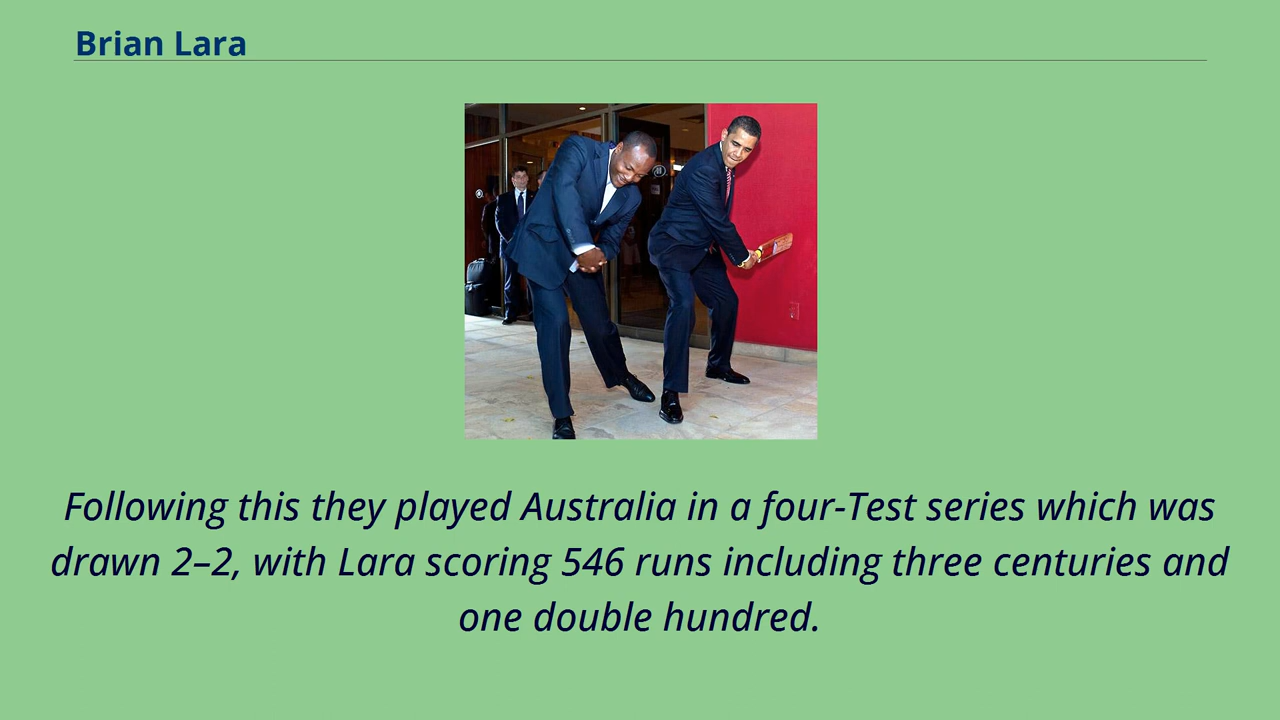 Brian Lara
Following this they played Australia in a four-Test series which was
drawn 2–2, with Lara scoring 546 runs including three centuries and
one double hundred.